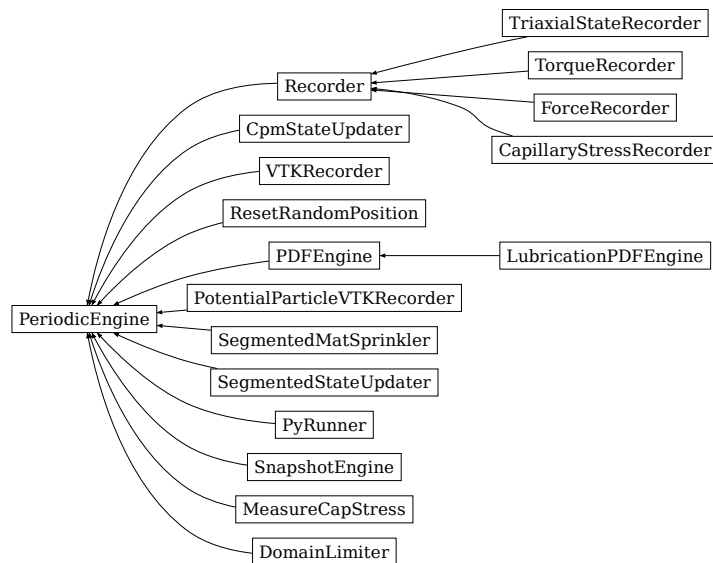 TriaxialStateRecorder
TorqueRecorder
Recorder
ForceRecorder
CpmStateUpdater
CapillaryStressRecorder
VTKRecorder
ResetRandomPosition
PDFEngine
LubricationPDFEngine
PotentialParticleVTKRecorder
PeriodicEngine
SegmentedMatSprinkler
SegmentedStateUpdater
PyRunner
SnapshotEngine
MeasureCapStress
DomainLimiter